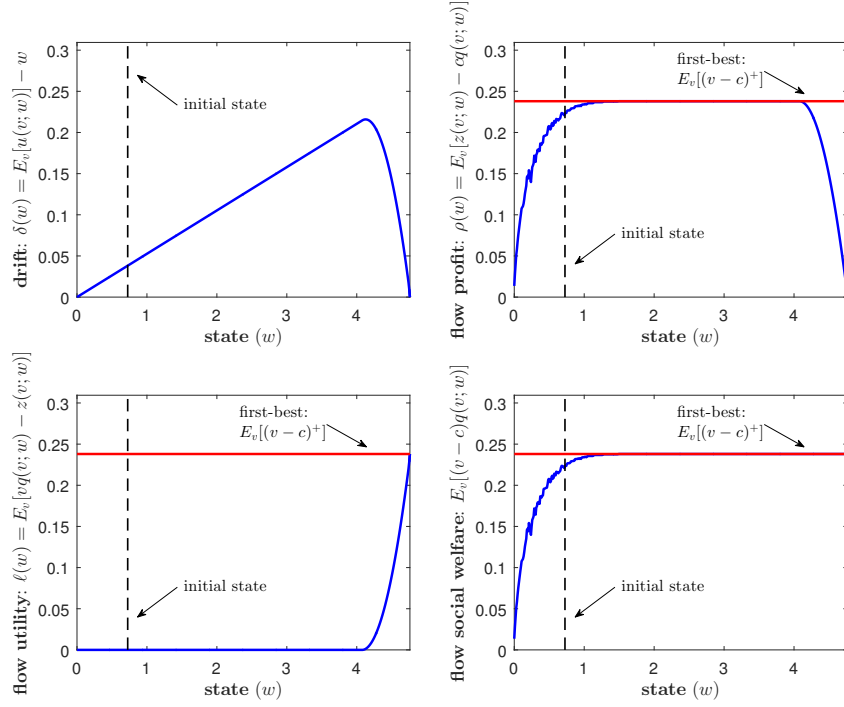 drift: δ(w) = E_v[u(v; w)] − w
0.3
0.25
0.2
0.15
0.1
0.05
0
initial state
0 1 2 3 4
state (w)
flow profit: ρ(w) = E_v[z(v; w) − cq(v; w)]
0.3
0.25
0.2
0.15
0.1
0.05
0
first-best:
E_v[(v − c)^+]
initial state
0 1 2 3 4
state (w)
flow utility: ℓ(w) = E_v[vq(v; w) − z(v; w)]
0.3
0.25
0.2
0.15
0.1
0.05
0
first-best:
E_v[(v − c)^+]
initial state
0 1 2 3 4
state (w)
flow social welfare: E_v[(v − c)q(v; w)]
0.3
0.25
0.2
0.15
0.1
0.05
0
first-best:
E_v[(v − c)^+]
initial state
0 1 2 3 4
state (w)